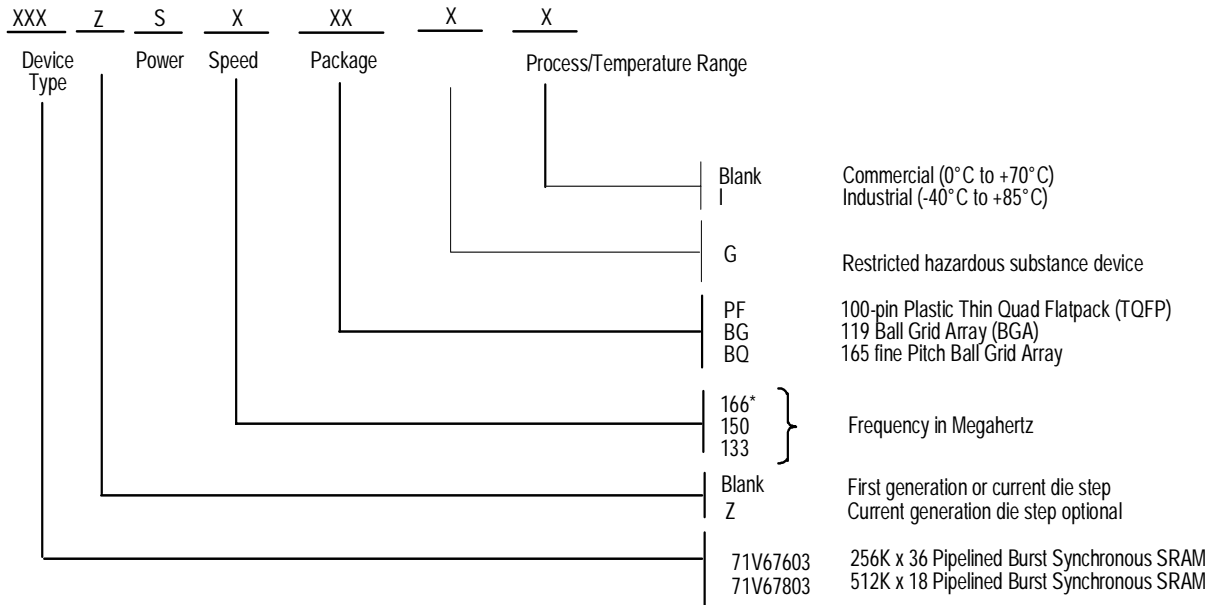 XXX Z S X XX X X
Device Type Power Speed Package Process/Temperature Range
Blank Commercial (0°C to +70°C)
I Industrial (-40°C to +85°C)
G Restricted hazardous substance device
PF 100-pin Plastic Thin Quad Flatpack (TQFP)
BG 119 Ball Grid Array (BGA)
BQ 165 fine Pitch Ball Grid Array
166*
150 Frequency in Megahertz
133
Blank First generation or current die step
Z Current generation die step optional
71V67603 256K x 36 Pipelined Burst Synchronous SRAM
71V67803 512K x 18 Pipelined Burst Synchronous SRAM